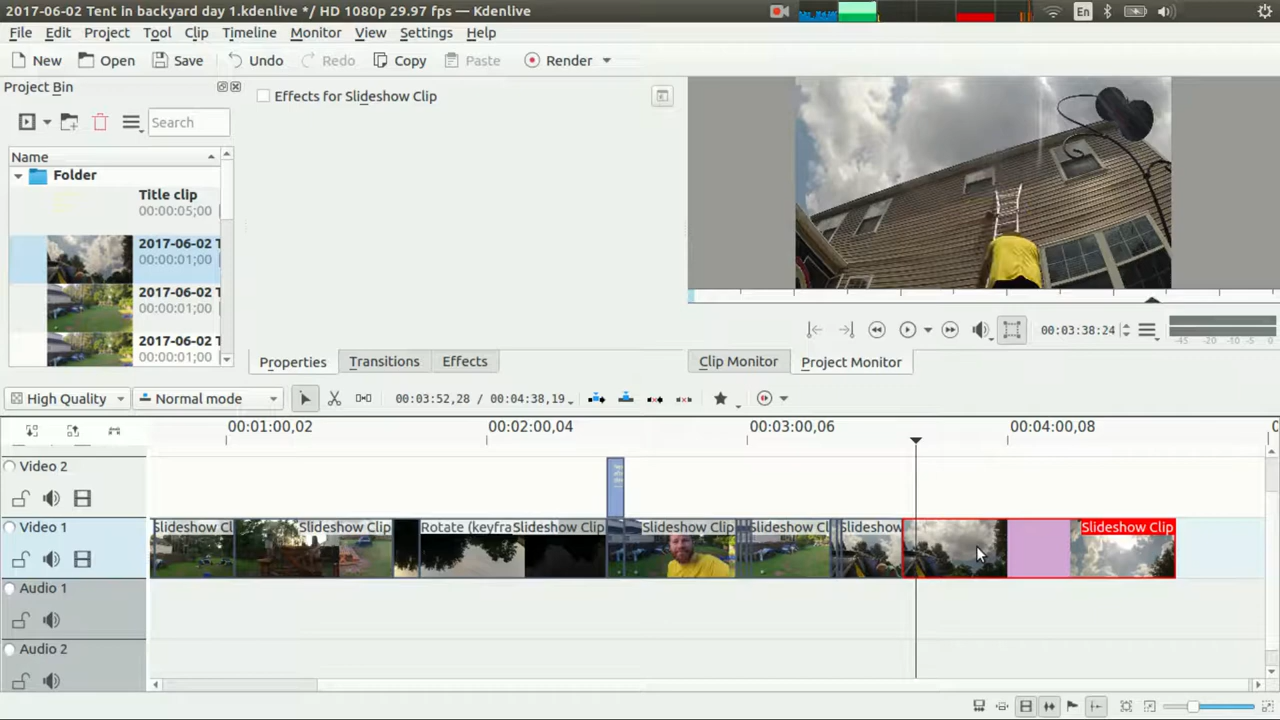 2017-06-02 Tent in backyard day 1.kdenlive */ HD 1080p 29.97 fps — Kdenlive
En
File Edit Project Tool Clip Timeline Monitor View Settings Help
New Open Save Undo Redo Copy Paste Render
Project Bin
Effects for Slideshow Clip
Search
Name
Folder
Title clip
00:00:05;00
2017-06-02 T
00:00:01;00
2017-06-02 T
00:00:01;00
2017-06-02 T
00:00:01;00
Properties Transitions Effects
00:03:38:24
-45 -20 -10 -5 0
Clip Monitor Project Monitor
High Quality Normal mode 00:03:52,28 / 00:04:38,19
00:01:00,02 00:02:00,04 00:03:00,06 00:04:00,08
Video 2
Video 1
Slideshow Cl Slideshow Clip Rotate (keyfra Slideshow Clip Slideshow Clip Slideshow Clip Slideshow Slideshow Clip
Audio 1
Audio 2